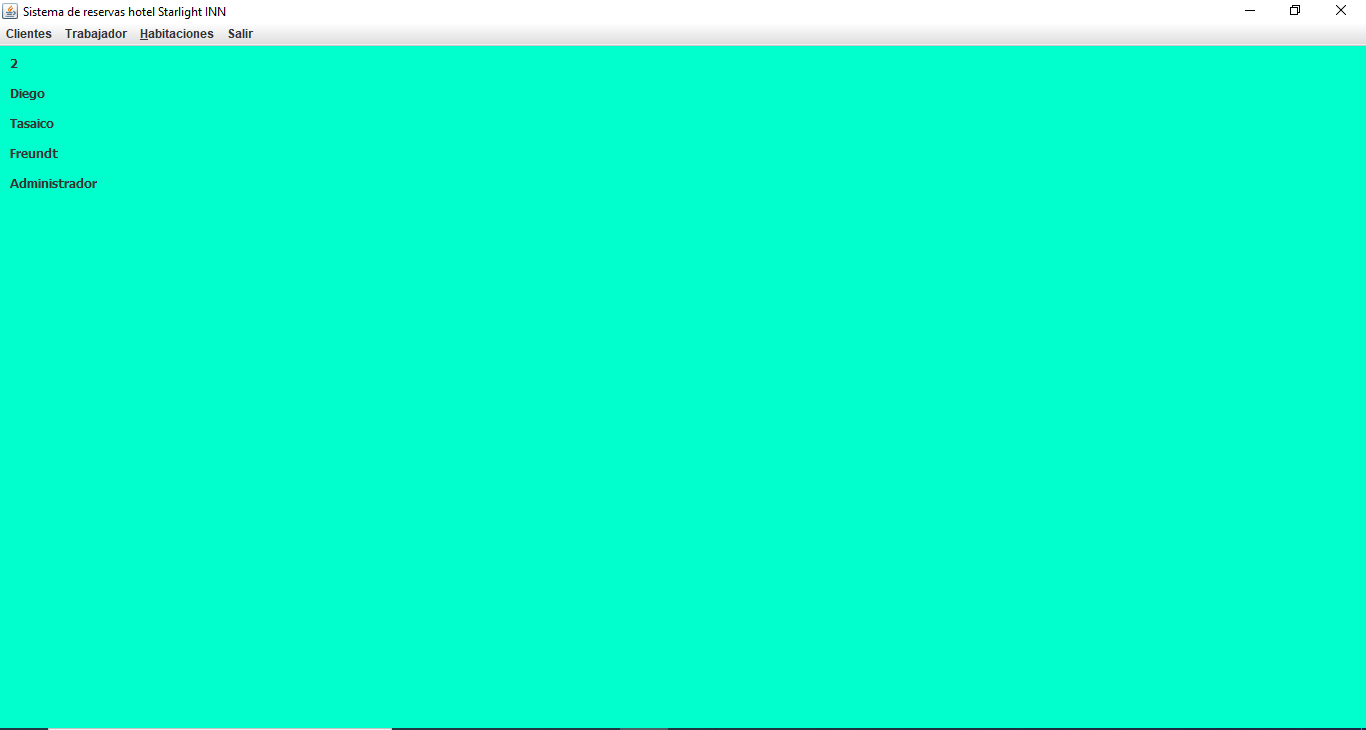 Sistema de reservas hotel Starlight INN
Clientes Trabajador Habitaciones Salir
2
Diego
Tasaico
Freundt
Administrador